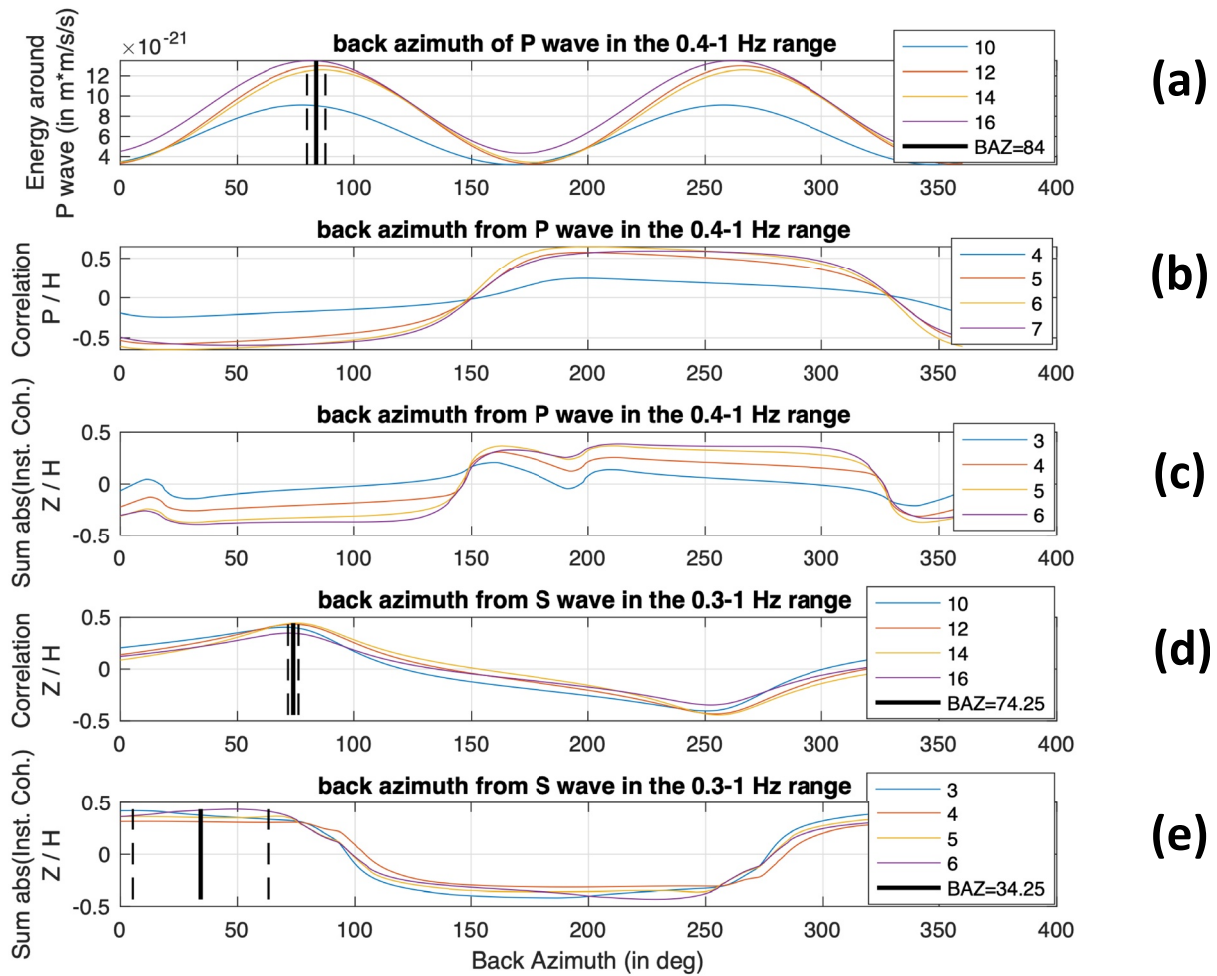 ×10^-21
back azimuth of P wave in the 0.4-1 Hz range
Energy around
P wave (in m*m/s/s)
12
10
8
6
4
0 50 100 150 200 250 300 350 400
10
12
14
16
BAZ=84
(a)
back azimuth from P wave in the 0.4-1 Hz range
Correlation
P / H
0.5
0
-0.5
0 50 100 150 200 250 300 350 400
4
5
6
7
(b)
back azimuth from P wave in the 0.4-1 Hz range
Sum abs(Inst. Coh.)
Z / H
0.5
0
-0.5
0 50 100 150 200 250 300 350 400
3
4
5
6
(c)
back azimuth from S wave in the 0.3-1 Hz range
Correlation
Z / H
0.5
0
-0.5
0 50 100 150 200 250 300 350 400
10
12
14
16
BAZ=74.25
(d)
back azimuth from S wave in the 0.3-1 Hz range
Sum abs(Inst. Coh.)
Z / H
0.5
0
-0.5
0 50 100 150 200 250 300 350 400
3
4
5
6
BAZ=34.25
(e)
Back Azimuth (in deg)